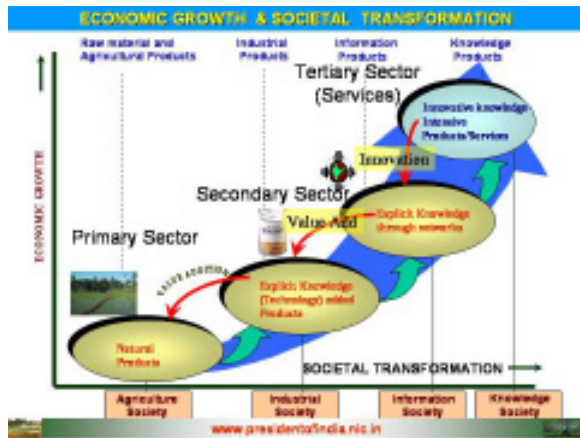 ECONOMIC GROWTH & SOCIETAL TRANSFORMATION
Raw material and
Agricultural Products
Industrial
Products
Information
Products
Knowledge
Products
Tertiary Sector
(Services)
Innovative knowledge
Intensive
Products/Services
Innovation
Secondary Sector
Value Add
Explicit Knowledge
through networks
Primary Sector
VALUE ADDITION
Explicit Knowledge
(Technology) added
Products
Natural
Products
ECONOMIC GROWTH
SOCIETAL TRANSFORMATION
Agriculture
Society
Industrial
Society
Information
Society
Knowledge
Society
www.presidentofindia.nic.in